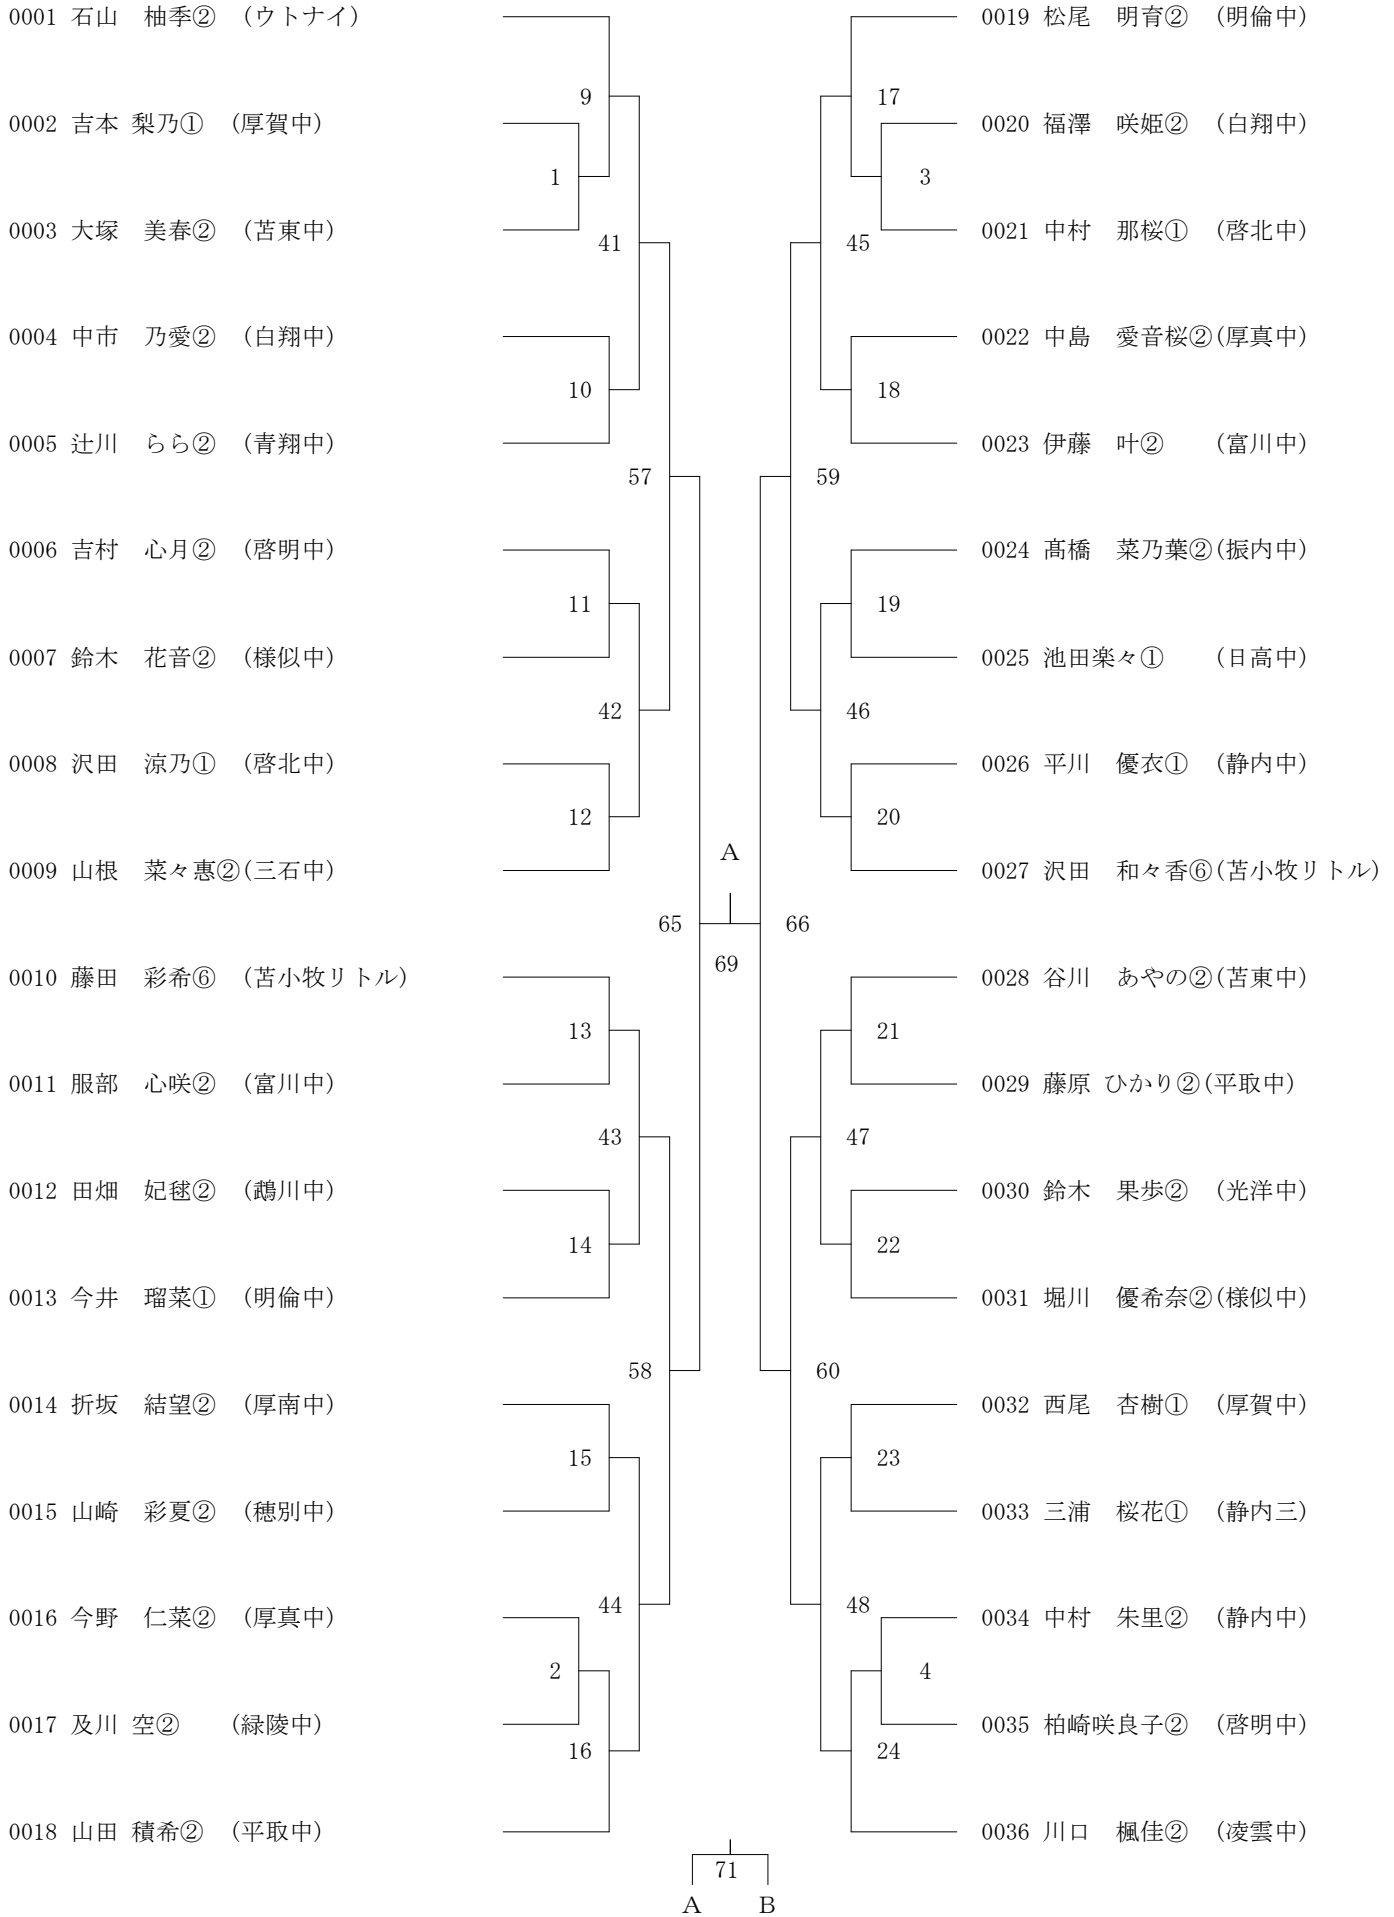 0001 石山　柚季②　(ウトナイ)
9
0002 吉本 梨乃①　(厚賀中)
1
0003 大塚　美春②　(苫東中)
41
0004 中市　乃愛②　(白翔中)
10
0005 辻川　らら②　(青翔中)
57
0006 吉村　心月②　(啓明中)
11
0007 鈴木　花音②　(様似中)
42
0008 沢田　涼乃①　(啓北中)
12
0009 山根　菜々惠②(三石中)
65
0010 藤田　彩希⑥　(苫小牧リトル)
13
0011 服部　心咲②　(富川中)
43
0012 田畑　妃毬②　(鵡川中)
14
0013 今井　瑠菜①　(明倫中)
58
0014 折坂　結望②　(厚南中)
15
0015 山崎　彩夏②　(穂別中)
44
0016 今野　仁菜②　(厚真中)
2
0017 及川 空②　　(緑陵中)
16
0018 山田 積希②　(平取中)
A
69
0019 松尾　明育②　(明倫中)
17
0020 福澤　咲姫②　(白翔中)
3
0021 中村　那桜①　(啓北中)
45
0022 中島　愛音桜②(厚真中)
18
0023 伊藤　叶②　　(富川中)
59
0024 髙橋　菜乃葉②(振内中)
19
0025 池田楽々①　　(日高中)
46
0026 平川　優衣①　(静内中)
20
0027 沢田　和々香⑥(苫小牧リトル)
66
0028 谷川　あやの②(苫東中)
21
0029 藤原 ひかり②(平取中)
47
0030 鈴木　果歩②　(光洋中)
22
0031 堀川　優希奈②(様似中)
60
0032 西尾　杏樹①　(厚賀中)
23
0033 三浦　桜花①　(静内三)
48
0034 中村　朱里②　(静内中)
4
0035 柏崎咲良子②　(啓明中)
24
0036 川口　楓佳②　(凌雲中)
71
A B